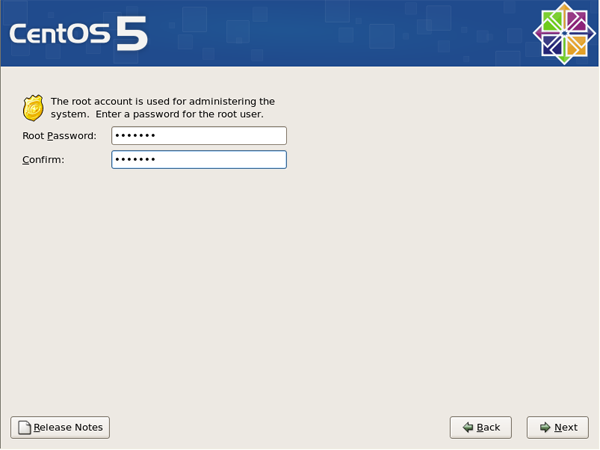 CentOS 5
The root account is used for administering the
system.  Enter a password for the root user.
Root Password: •••••••
Confirm: •••••••
Release Notes
Back
Next